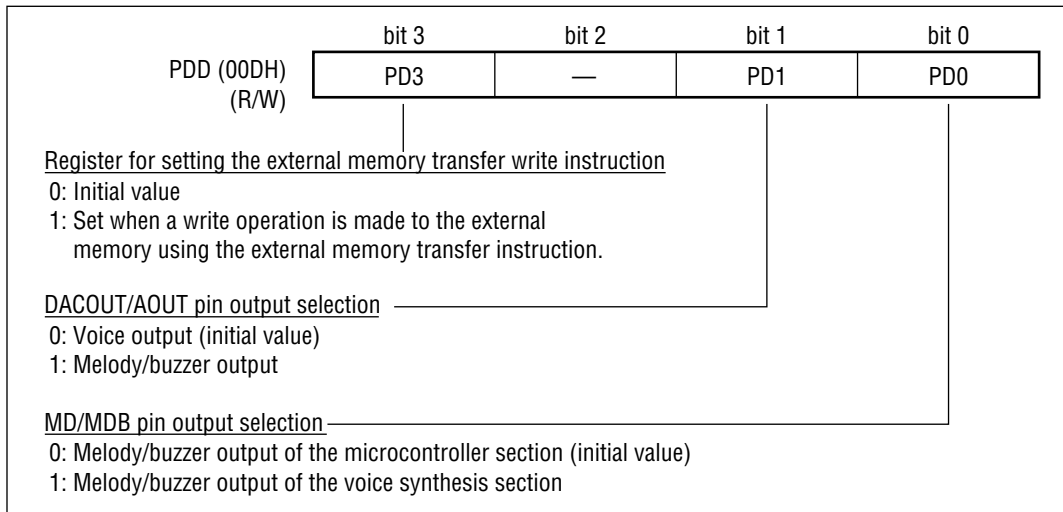 bit 3 bit 2 bit 1 bit 0
PDD (00DH) PD3 — PD1 PD0
(R/W)
Register for setting the external memory transfer write instruction
0: Initial value
1: Set when a write operation is made to the external
memory using the external memory transfer instruction.
DACOUT/AOUT pin output selection
0: Voice output (initial value)
1: Melody/buzzer output
MD/MDB pin output selection
0: Melody/buzzer output of the microcontroller section (initial value)
1: Melody/buzzer output of the voice synthesis section